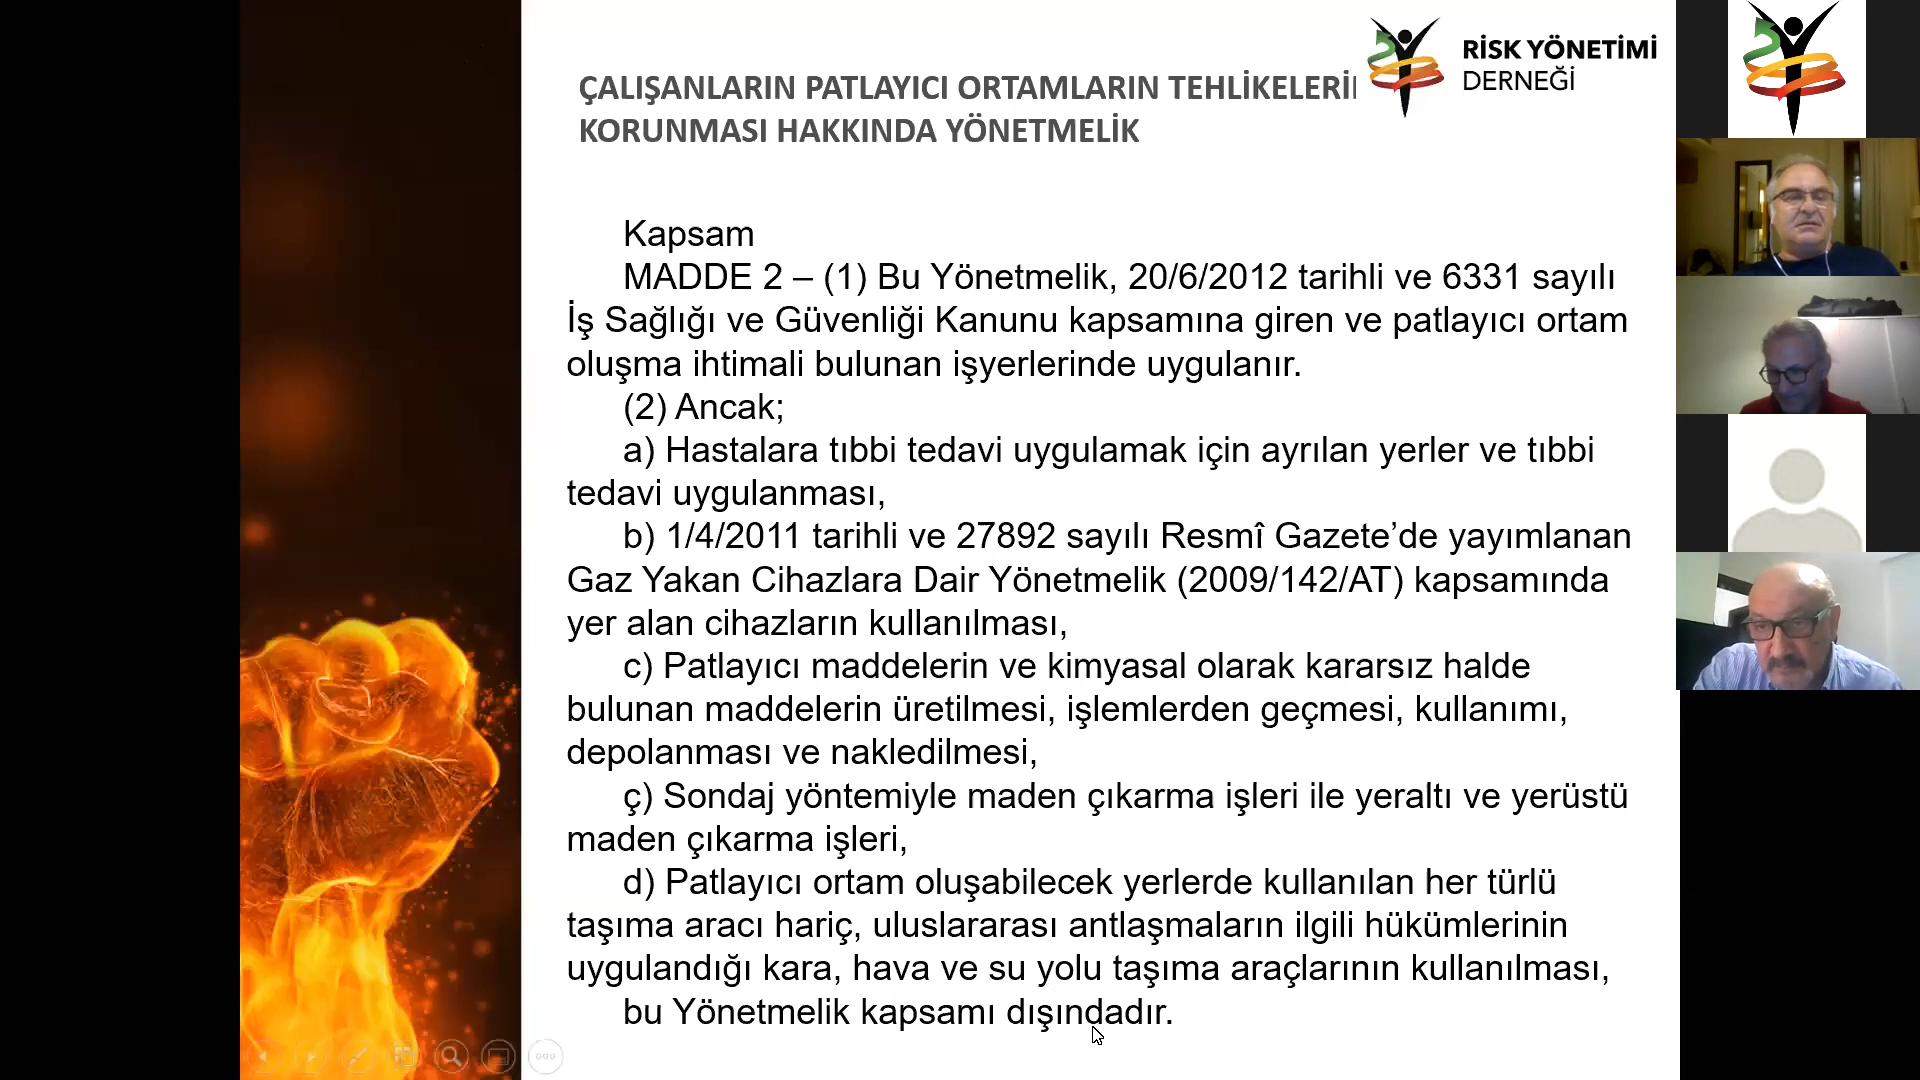 ÇALIŞANLARIN PATLAYICI ORTAMLARIN TEHLİKELERİ
KORUNMASI HAKKINDA YÖNETMELİK
RİSK YÖNETİMİ
DERNEĞİ
Kapsam
MADDE 2 – (1) Bu Yönetmelik, 20/6/2012 tarihli ve 6331 sayılı
İş Sağlığı ve Güvenliği Kanunu kapsamına giren ve patlayıcı ortam
oluşma ihtimali bulunan işyerlerinde uygulanır.
(2) Ancak;
a) Hastalara tıbbi tedavi uygulamak için ayrılan yerler ve tıbbi
tedavi uygulanması,
b) 1/4/2011 tarihli ve 27892 sayılı Resmî Gazete’de yayımlanan
Gaz Yakan Cihazlara Dair Yönetmelik (2009/142/AT) kapsamında
yer alan cihazların kullanılması,
c) Patlayıcı maddelerin ve kimyasal olarak kararsız halde
bulunan maddelerin üretilmesi, işlemlerden geçmesi, kullanımı,
depolanması ve nakledilmesi,
ç) Sondaj yöntemiyle maden çıkarma işleri ile yeraltı ve yerüstü
maden çıkarma işleri,
d) Patlayıcı ortam oluşabilecek yerlerde kullanılan her türlü
taşıma aracı hariç, uluslararası antlaşmaların ilgili hükümlerinin
uygulandığı kara, hava ve su yolu taşıma araçlarının kullanılması,
bu Yönetmelik kapsamı dışındadır.